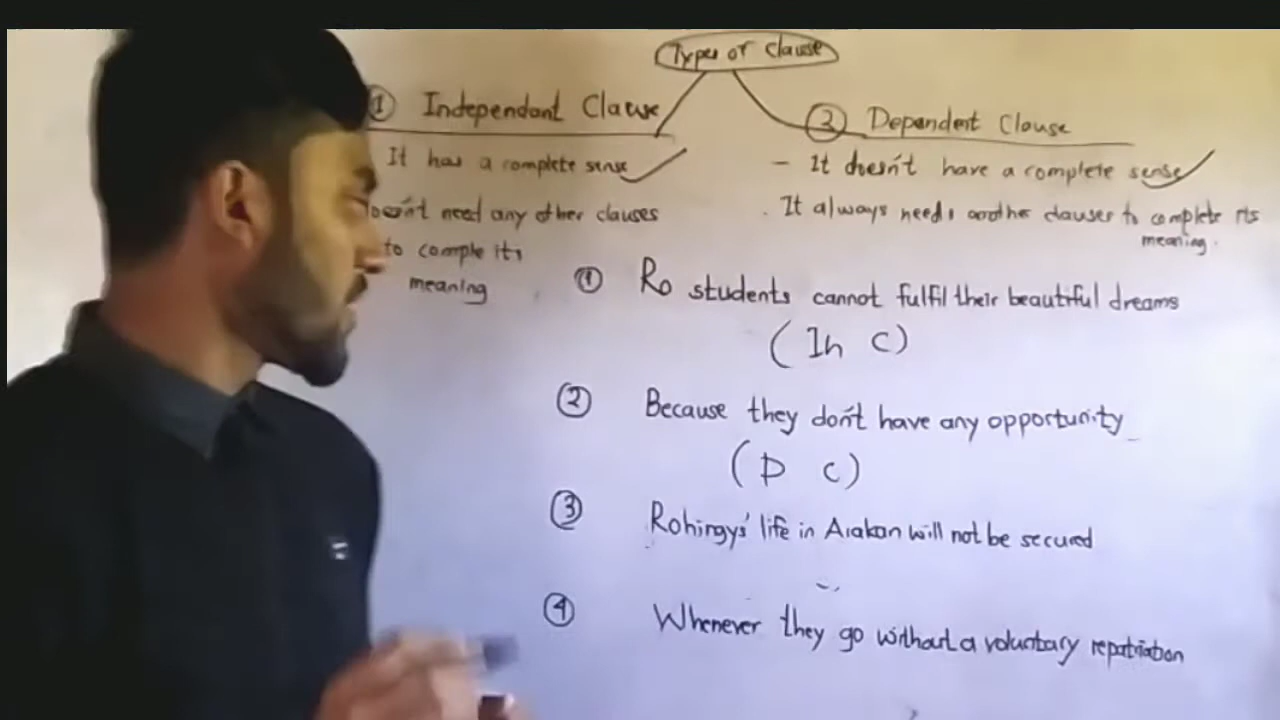 Types of Clause
① Independant Clause
It has a complete sense
Doesn't need any other clauses
to comple its
meaning
② Dependent Clause
- It doesn't have a complete sense
. It always needs another clauses to complete its
meaning.
① Ro students cannot fulfil their beautiful dreams
(In C)
② Because they don't have any opportunity
(D C)
③ Rohingys' life in Arakan will not be secured
④ Whenever they go without a voluntary repatriation